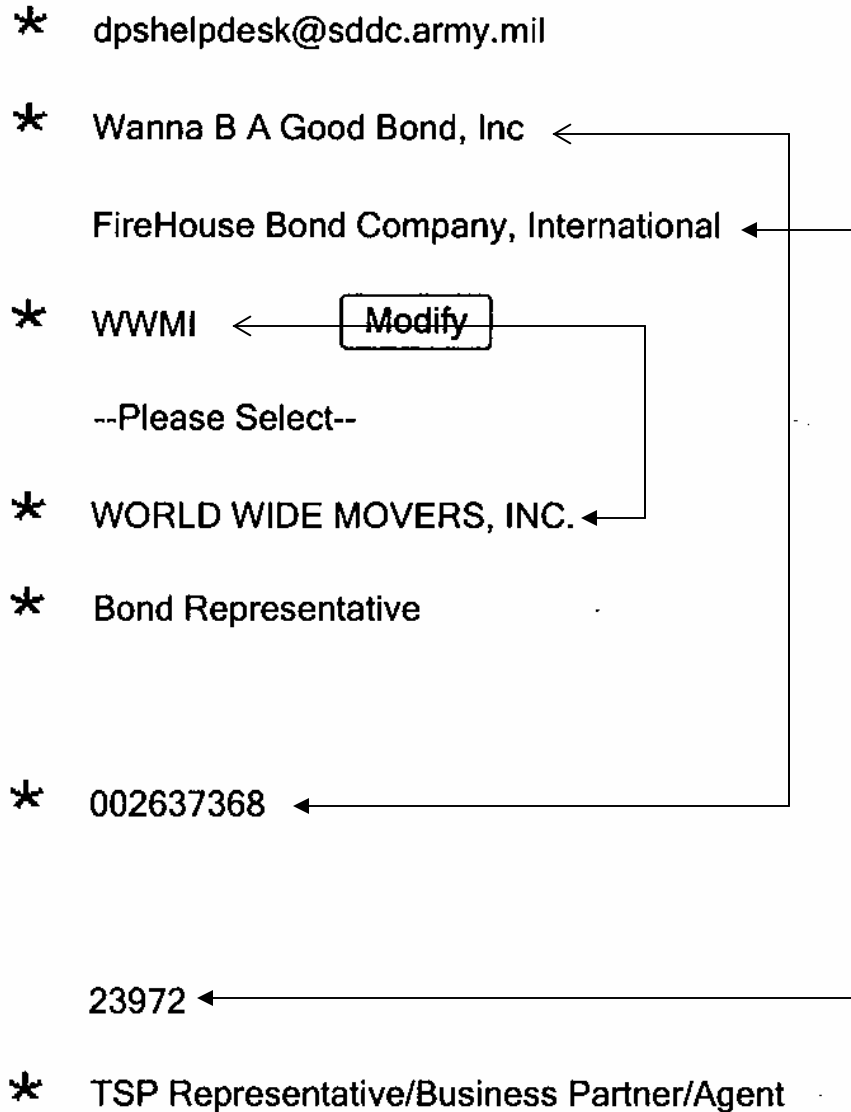 * dpshelpdesk@sddc.army.mil
* Wanna B A Good Bond, Inc
FireHouse Bond Company, International
* WWMI Modify
--Please Select--
* WORLD WIDE MOVERS, INC.
* Bond Representative
* 002637368
23972
* TSP Representative/Business Partner/Agent